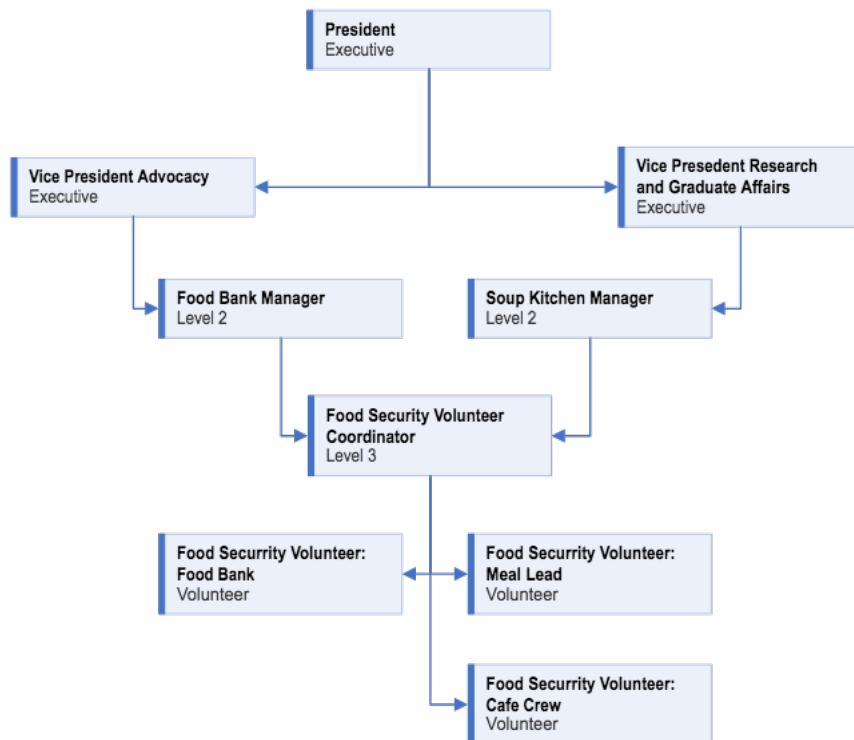 President
Executive
Vice President Advocacy
Executive
Vice Presedent Research
and Graduate Affairs
Executive
Food Bank Manager
Level 2
Soup Kitchen Manager
Level 2
Food Security Volunteer
Coordinator
Level 3
Food Securrity Volunteer:
Food Bank
Volunteer
Food Securrity Volunteer:
Meal Lead
Volunteer
Food Securrity Volunteer:
Cafe Crew
Volunteer